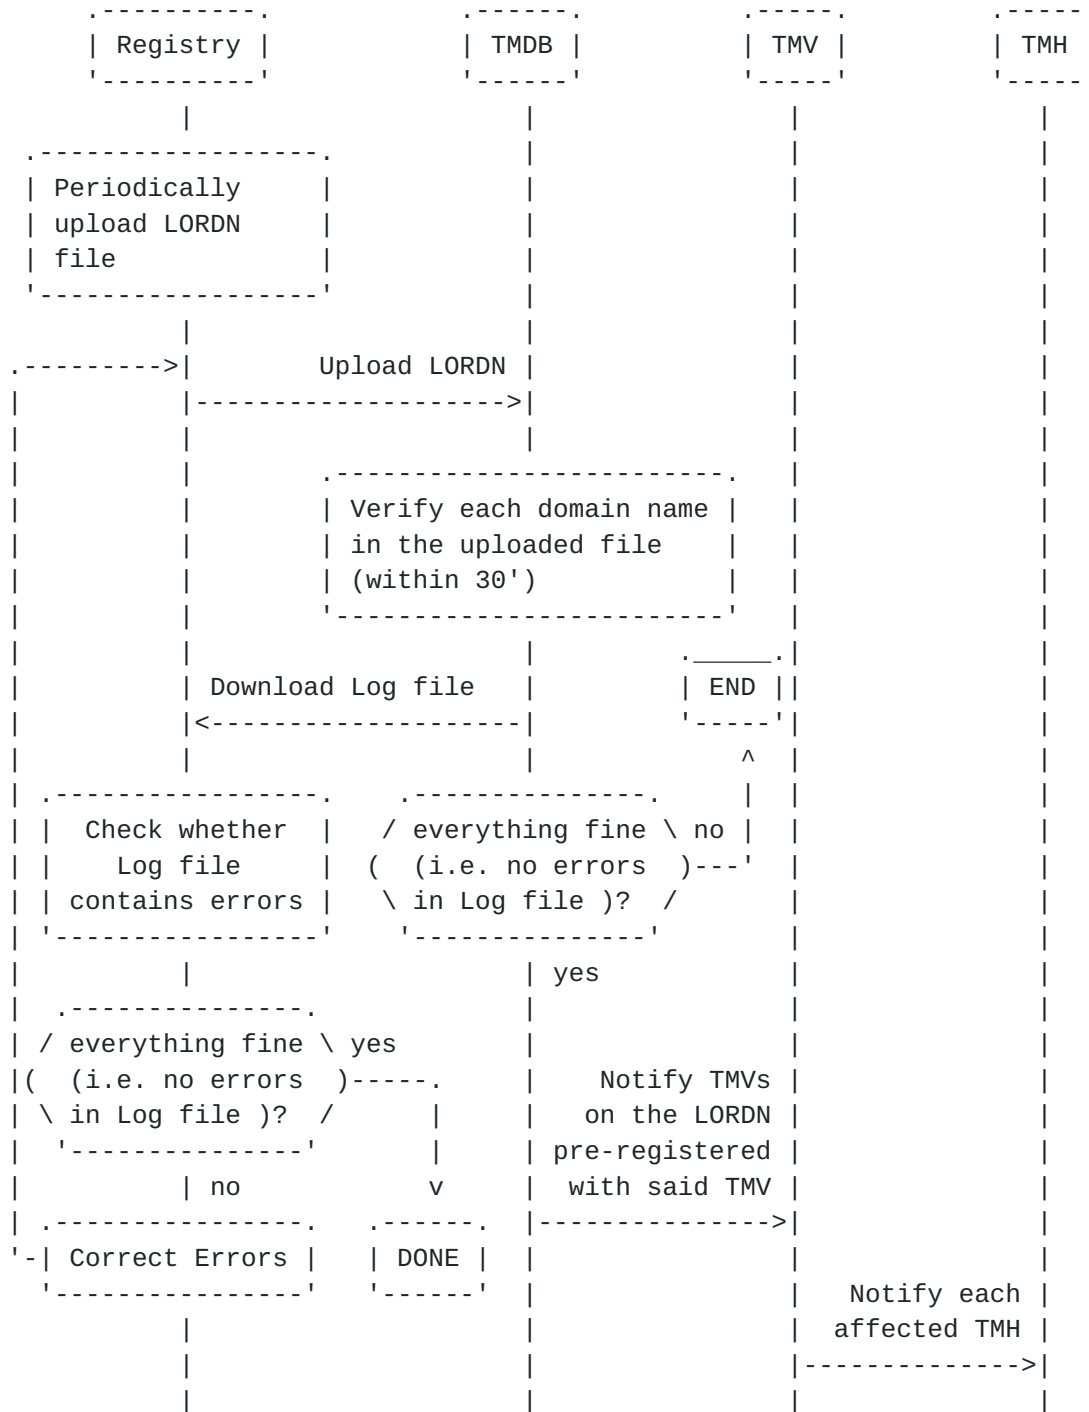 Registry TMDB TMV TMH
Periodically
upload LORDN
file
Upload LORDN
Verify each domain name
in the uploaded file
(within 30')
END
Download Log file
Check whether / everything fine \ no
Log file ( (i.e. no errors )
contains errors \ in Log file )? /
yes
/ everything fine \ yes
( (i.e. no errors ) Notify TMVs
\ in Log file )? / on the LORDN
pre-registered
no v with said TMV
Correct Errors DONE
Notify each
affected TMH